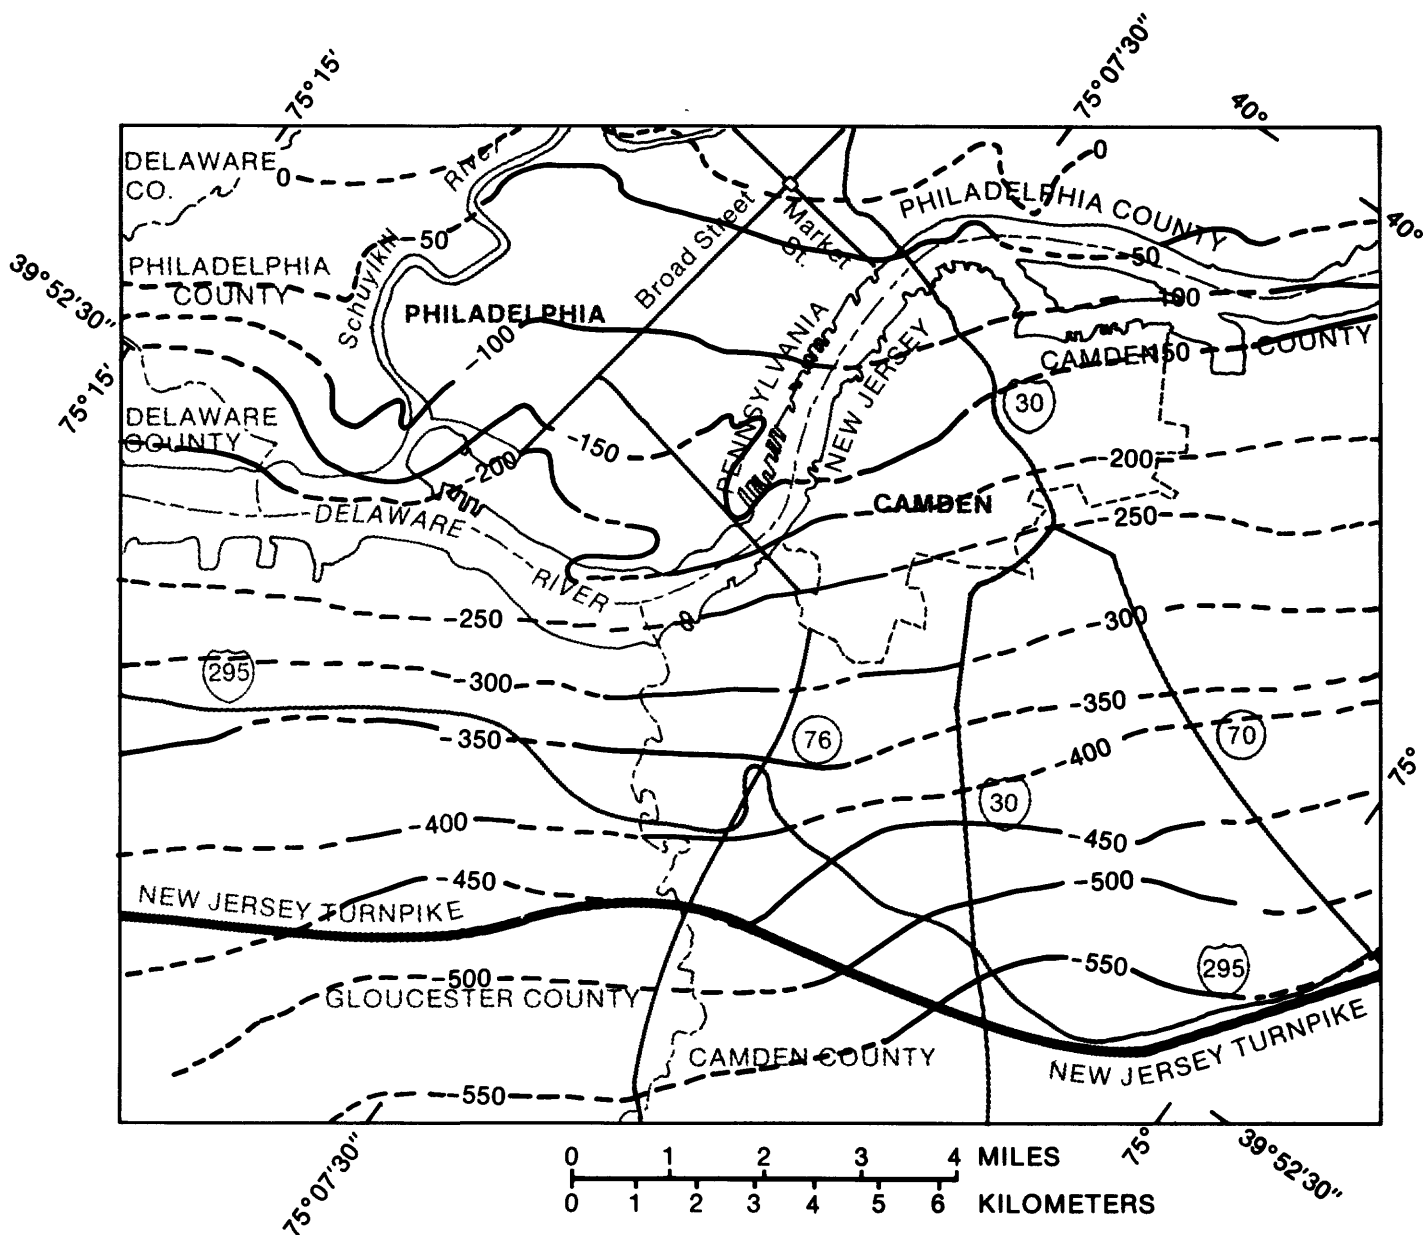 75°15'
75°07'30"
40°
DELAWARE
CO.
0
River
0
PHILADELPHIA COUNTY
40°
-50
Schuylkill
Broad Street
Market
St.
-50
39°52'30"
PHILADELPHIA
COUNTY
-100
PHILADELPHIA
PENNSYLVANIA
NEW JERSEY
-100
CAMDEN
-150
COUNTY
75°15'
30
DELAWARE
COUNTY
-150
-200
-200
CAMDEN
DELAWARE
RIVER
-250
-250
-300
295
-300
-350
76
-350
70
-400
75°
30
-400
-450
-450
-500
NEW JERSEY TURNPIKE
-500
GLOUCESTER COUNTY
-550
295
CAMDEN COUNTY
NEW JERSEY TURNPIKE
-550
75°07'30"
75°
39°52'30"
0 1 2 3 4 MILES
0 1 2 3 4 5 6 KILOMETERS